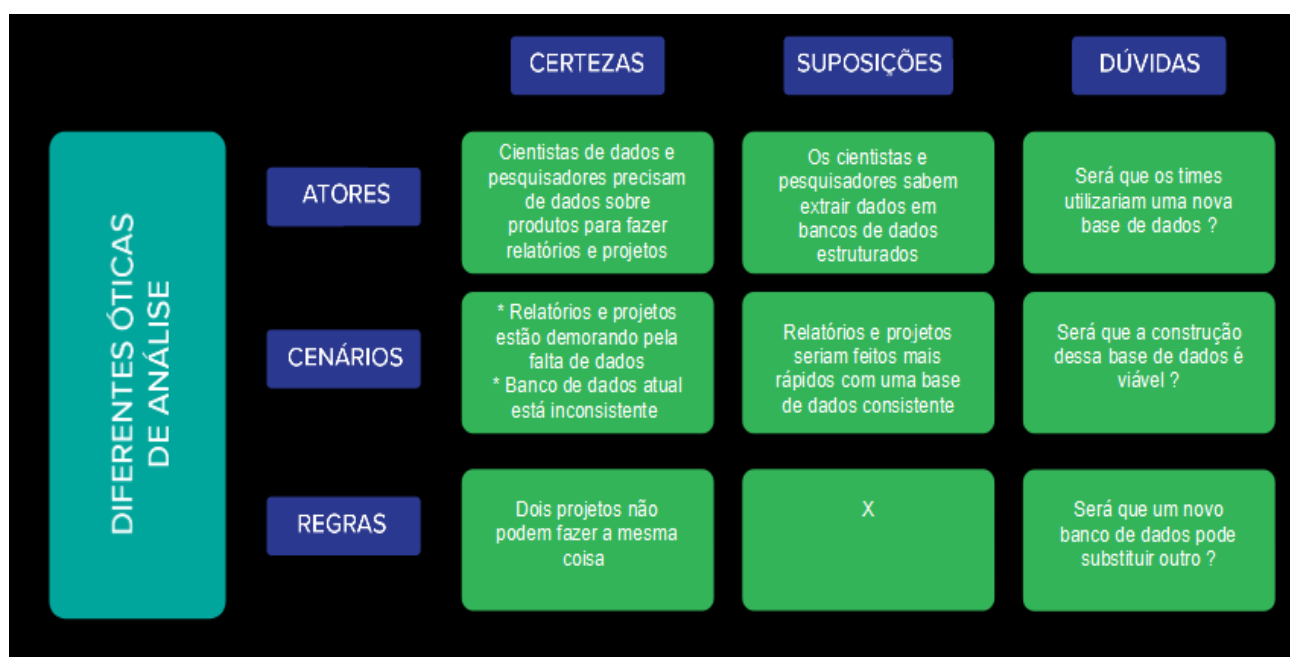 CERTEZAS
SUPOSIÇÕES
DÚVIDAS
DIFERENTES ÓTICAS
DE ANÁLISE
ATORES
Cientistas de dados e
pesquisadores precisam
de dados sobre
produtos para fazer
relatórios e projetos
Os cientistas e
pesquisadores sabem
extrair dados em
bancos de dados
estruturados
Será que os times
utilizariam uma nova
base de dados ?
CENÁRIOS
* Relatórios e projetos
estão demorando pela
falta de dados
* Banco de dados atual
está inconsistente
Relatórios e projetos
seriam feitos mais
rápidos com uma base
de dados consistente
Será que a construção
dessa base de dados é
viável ?
REGRAS
Dois projetos não
podem fazer a mesma
coisa
X
Será que um novo
banco de dados pode
substituir outro ?